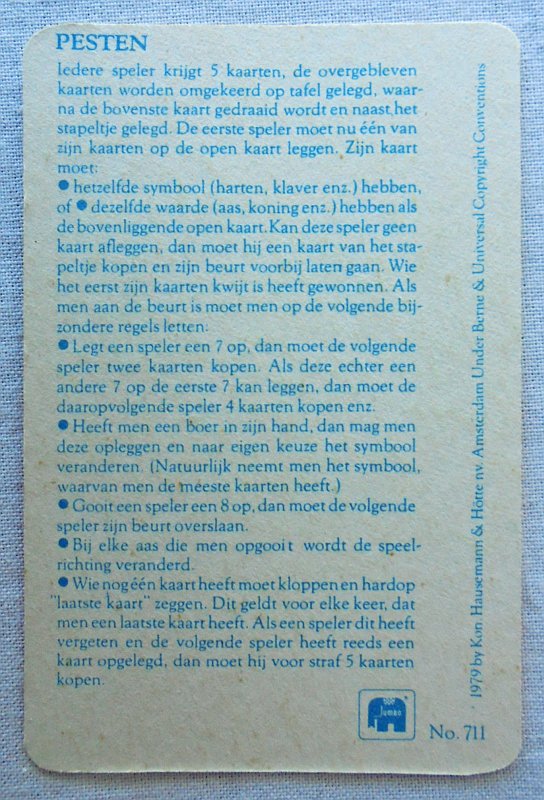 PESTEN
Iedere speler krijgt 5 kaarten, de overgebleven
kaarten worden omgekeerd op tafel gelegd, waar-
na de bovenste kaart gedraaid wordt en naast het
stapeltje gelegd. De eerste speler moet nu één van
zijn kaarten op de open kaart leggen. Zijn kaart
moet:
● hetzelfde symbool (harten, klaver enz.) hebben,
of ● dezelfde waarde (aas, koning enz.) hebben als
de bovenliggende open kaart. Kan deze speler geen
kaart afleggen, dan moet hij een kaart van het sta-
peltje kopen en zijn beurt voorbij laten gaan. Wie
het eerst zijn kaarten kwijt is heeft gewonnen. Als
men aan de beurt is moet men op de volgende bij-
zondere regels letten:
● Legt een speler een 7 op, dan moet de volgende
speler twee kaarten kopen. Als deze echter een
andere 7 op de eerste 7 kan leggen, dan moet de
daaropvolgende speler 4 kaarten kopen enz.
● Heeft men een boer in zijn hand, dan mag men
deze opleggen en naar eigen keuze het symbool
veranderen. (Natuurlijk neemt men het symbool,
waarvan men de meeste kaarten heeft.)
● Gooit een speler een 8 op, dan moet de volgende
speler zijn beurt overslaan.
● Bij elke aas die men opgooit wordt de speel-
richting veranderd.
● Wie nog één kaart heeft moet kloppen en hardop
"laatste kaart" zeggen. Dit geldt voor elke keer, dat
men een laatste kaart heeft. Als een speler dit heeft
vergeten en de volgende speler heeft reeds een
kaart opgelegd, dan moet hij voor straf 5 kaarten
kopen.
Jumbo
No. 711
1979 by Kon. Hausemann & Hötte nv. Amsterdam Under Berne & Universal Copyright Conventions